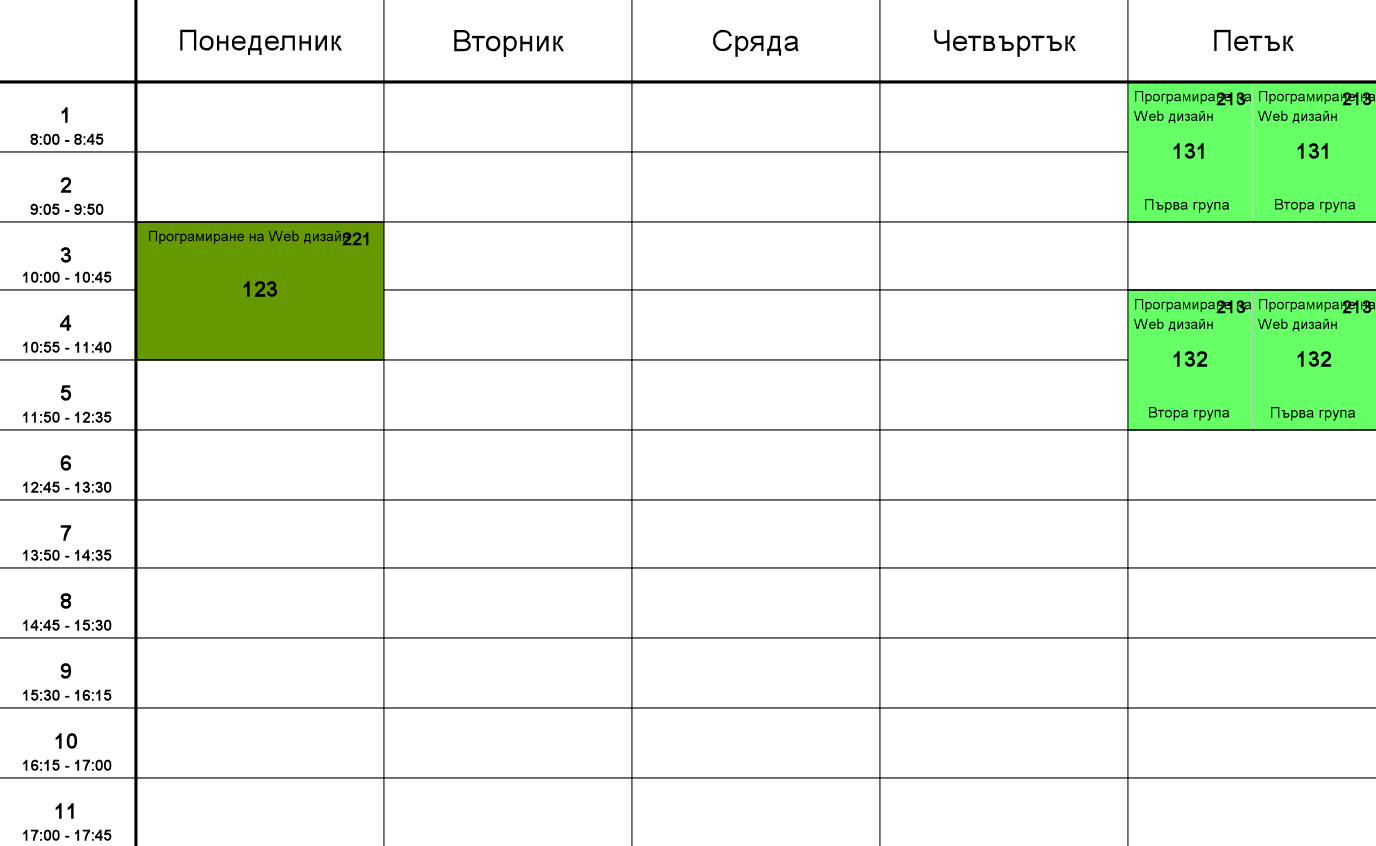 Понеделник Вторник Сряда Четвъртък Петък
1
8:00 - 8:45
Програмиране на 213 Програмиране на 213
Web дизайн Web дизайн
131 131
2
9:05 - 9:50
Първа група Втора група
3
10:00 - 10:45
Програмиране на Web дизайн 221
123
4
10:55 - 11:40
Програмиране на 213 Програмиране на 213
Web дизайн Web дизайн
132 132
5
11:50 - 12:35
Втора група Първа група
6
12:45 - 13:30
7
13:50 - 14:35
8
14:45 - 15:30
9
15:30 - 16:15
10
16:15 - 17:00
11
17:00 - 17:45